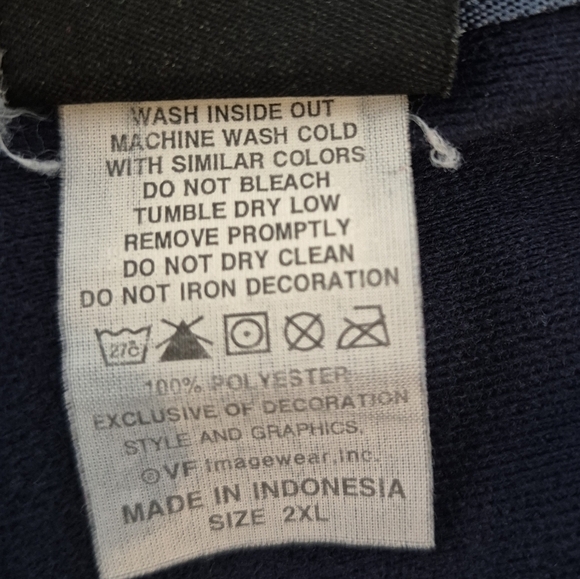 WASH INSIDE OUT
MACHINE WASH COLD
WITH SIMILAR COLORS
DO NOT BLEACH
TUMBLE DRY LOW
REMOVE PROMPTLY
DO NOT DRY CLEAN
DO NOT IRON DECORATION
27c
100% POLYESTER
EXCLUSIVE OF DECORATION
STYLE AND GRAPHICS.
©VF imagewear,inc.
MADE IN INDONESIA
SIZE 2XL